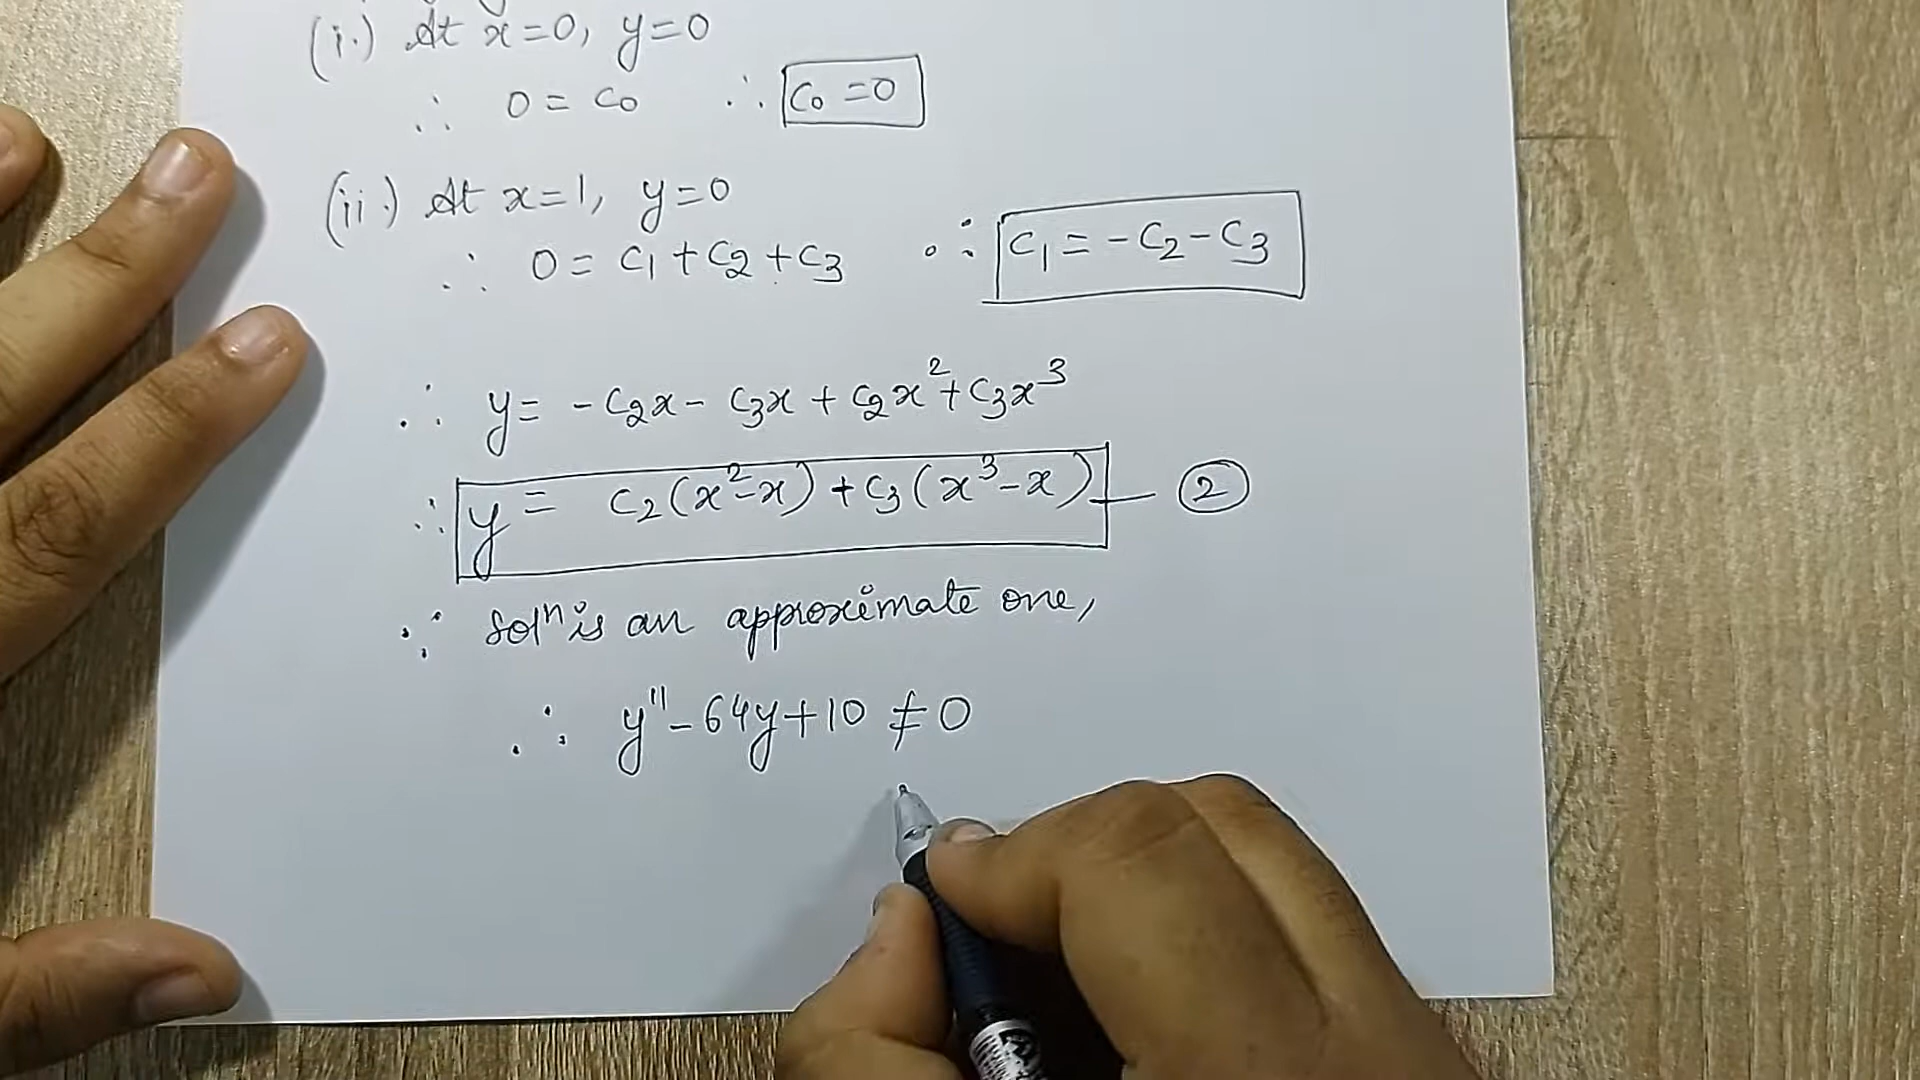 (i.) At x=0, y=0
∴ 0 = c₀ ∴ c₀ = 0
(ii.) At x=1, y=0
∴ 0 = c₁ + c₂ + c₃ ∴ c₁ = -c₂ - c₃
∴ y = -c₂x - c₃x + c₂x² + c₃x³
∴ y = c₂(x²-x) + c₃(x³-x) — ②
∵ solⁿ is an approximate one,
∴ y" - 64y + 10 ≠ 0